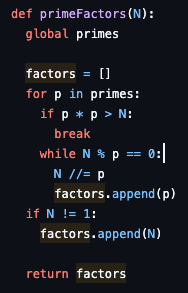 def primeFactors(N):
  global primes

  factors = []
  for p in primes:
    if p * p > N:
      break
    while N % p == 0:
      N //= p
      factors.append(p)
  if N != 1:
    factors.append(N)

  return factors